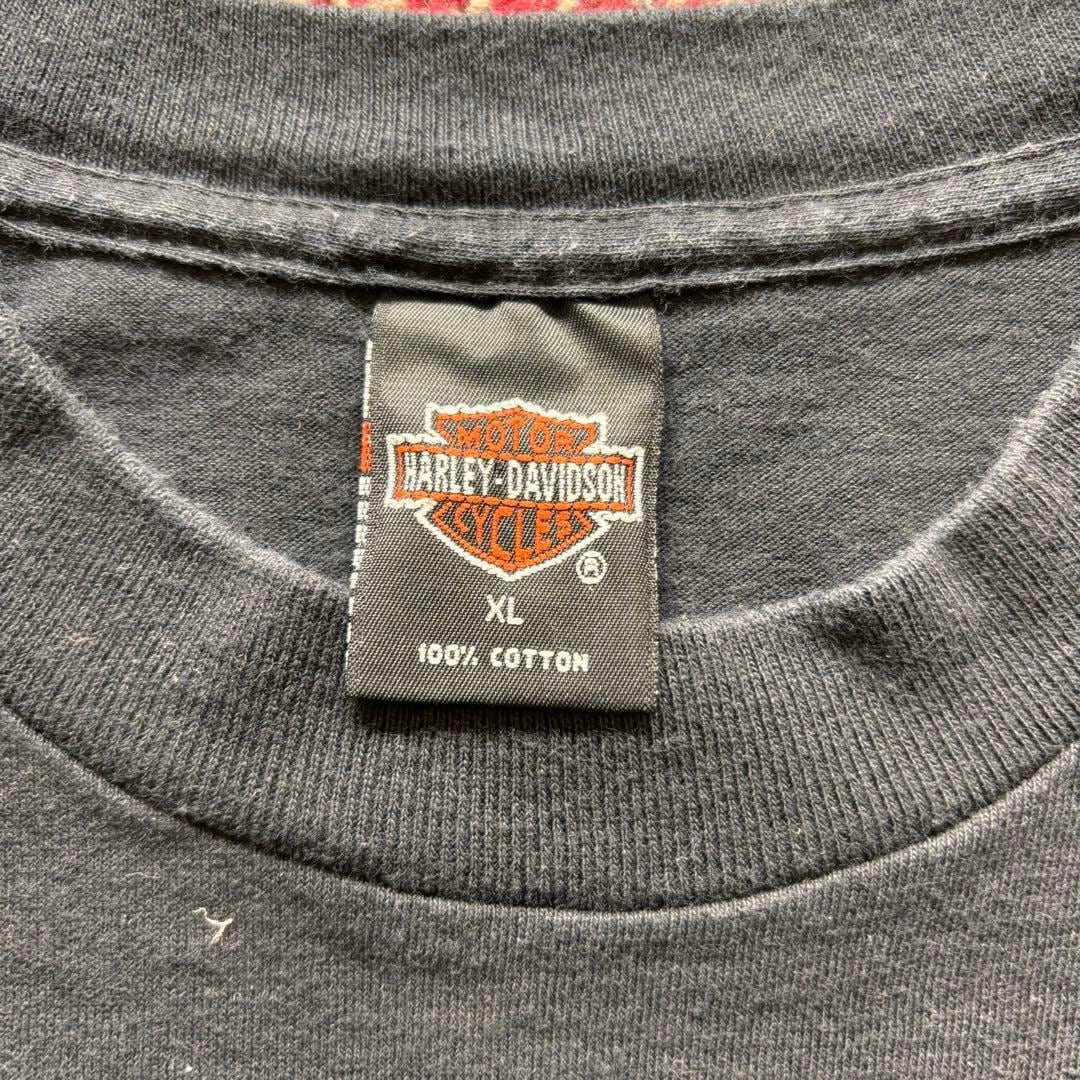 MOTOR
HARLEY-DAVIDSON
CYCLES
®
XL
100% COTTON